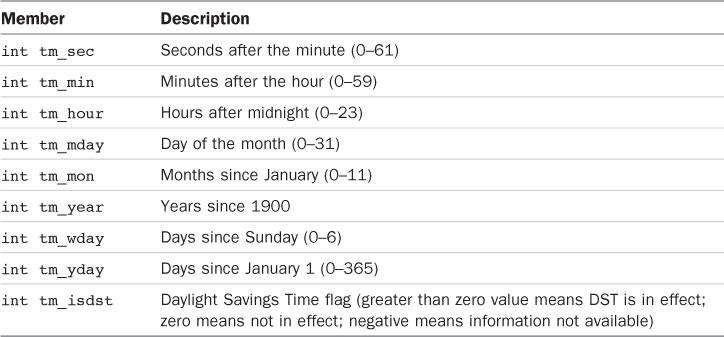 Member Description
int tm_sec Seconds after the minute (0–61)
int tm_min Minutes after the hour (0–59)
int tm_hour Hours after midnight (0–23)
int tm_mday Day of the month (0–31)
int tm_mon Months since January (0–11)
int tm_year Years since 1900
int tm_wday Days since Sunday (0–6)
int tm_yday Days since January 1 (0–365)
int tm_isdst Daylight Savings Time flag (greater than zero value means DST is in effect;
zero means not in effect; negative means information not available)